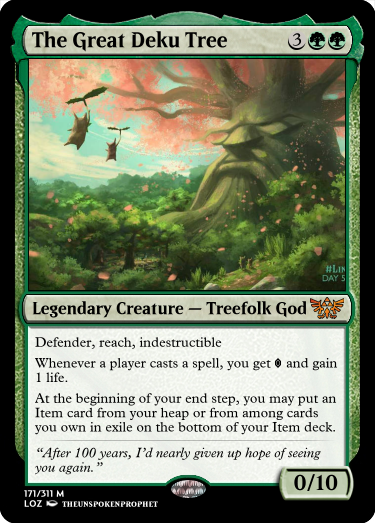 The Great Deku Tree 3
#Lin
DAY 5
Legendary Creature — Treefolk God
Defender, reach, indestructible
Whenever a player casts a spell, you get and gain
1 life.
At the beginning of your end step, you may put an
Item card from your heap or from among cards
you own in exile on the bottom of your Item deck.
“After 100 years, I’d nearly given up hope of seeing
you again.”
0/10
171/311 M
LOZ THEUNSPOKENPROPHET